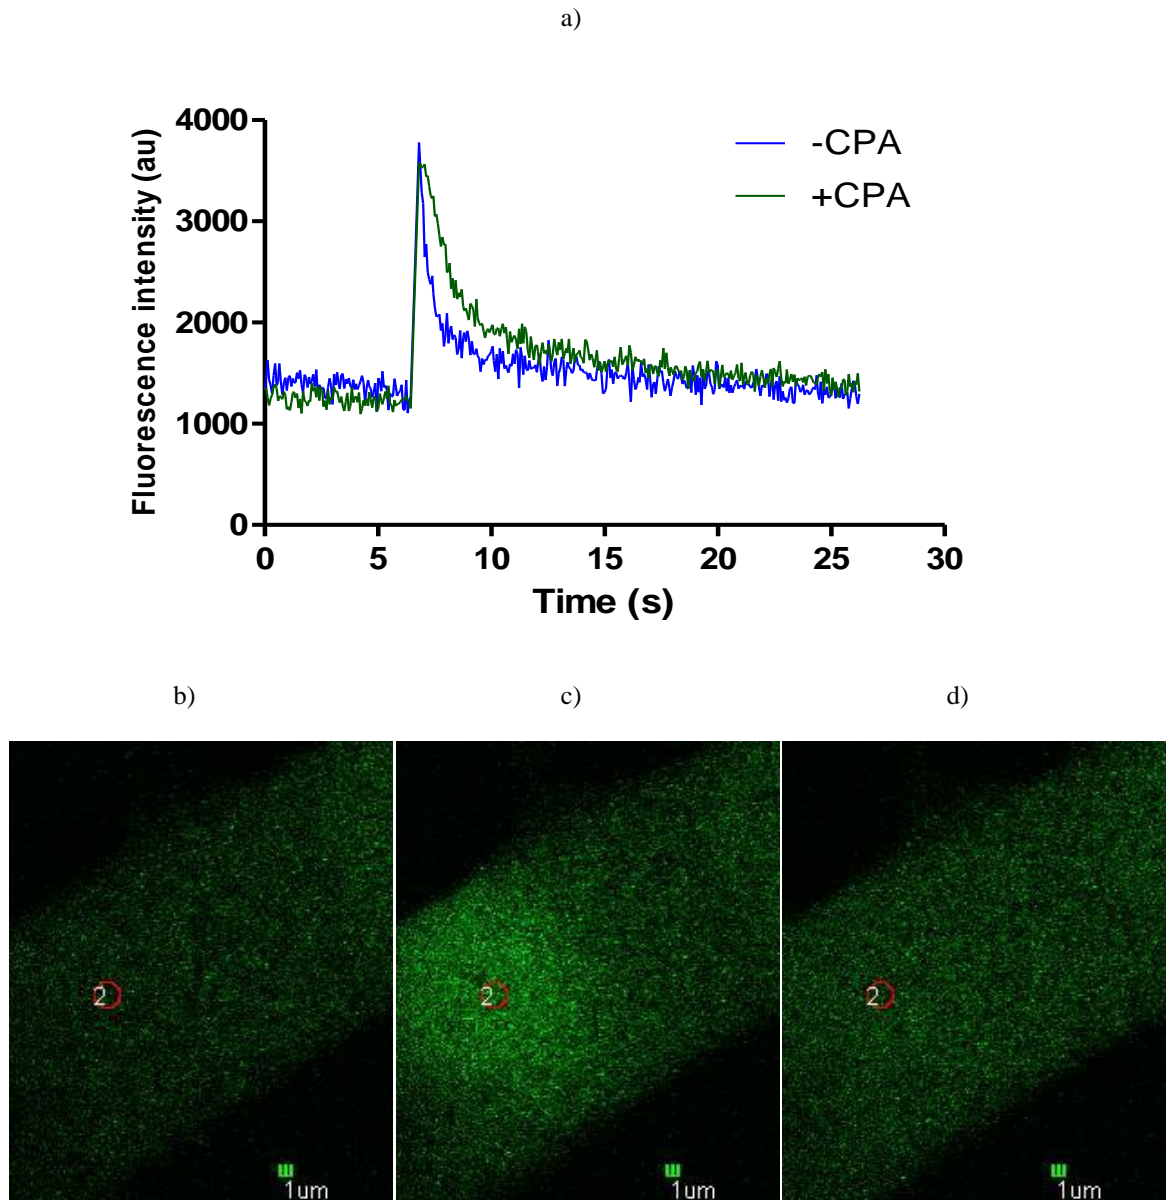 a)
Fluorescence intensity (au)
4000
3000
2000
1000
0
0 5 10 15 20 25 30
Time (s)
-CPA
+CPA
b) c) d)
2 2 2
1um 1um 1um